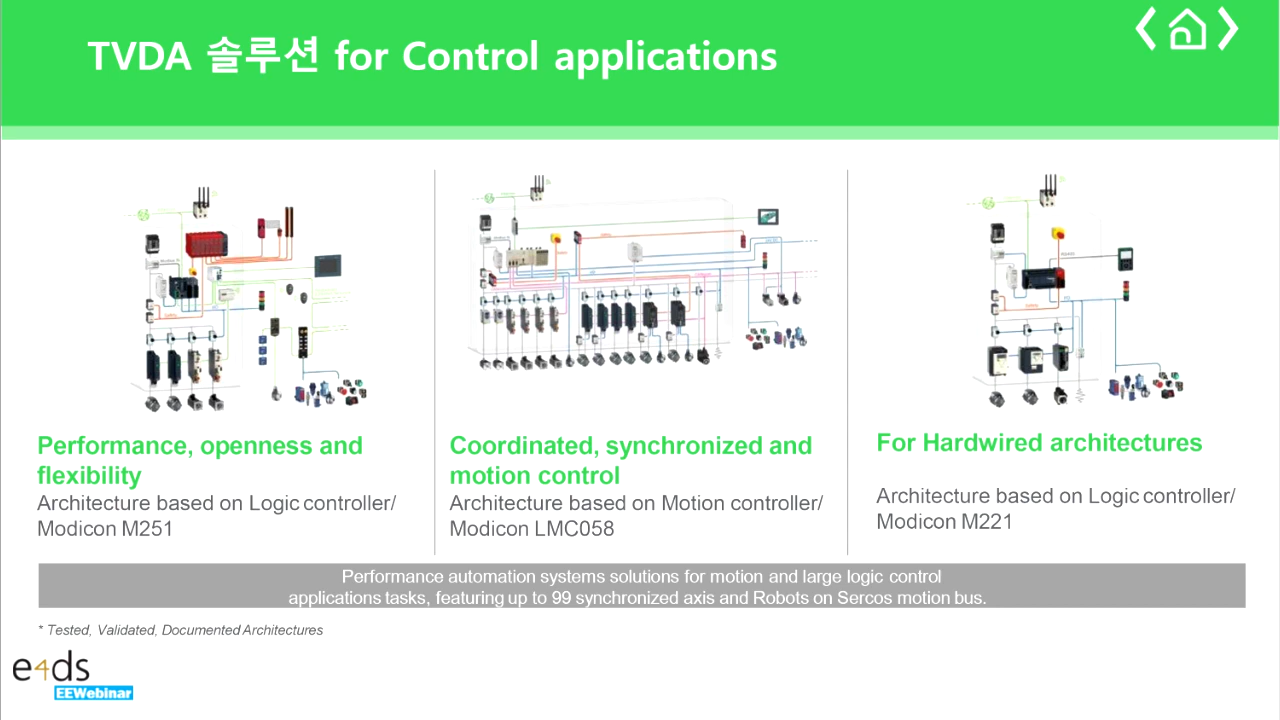 TVDA 솔루션 for Control applications
Performance, openness and
flexibility
Architecture based on Logic controller/
Modicon M251
Coordinated, synchronized and
motion control
Architecture based on Motion controller/
Modicon LMC058
For Hardwired architectures
Architecture based on Logic controller/
Modicon M221
Performance automation systems solutions for motion and large logic control
applications tasks, featuring up to 99 synchronized axis and Robots on Sercos motion bus.
* Tested, Validated, Documented Architectures
e4ds
EEWebinar